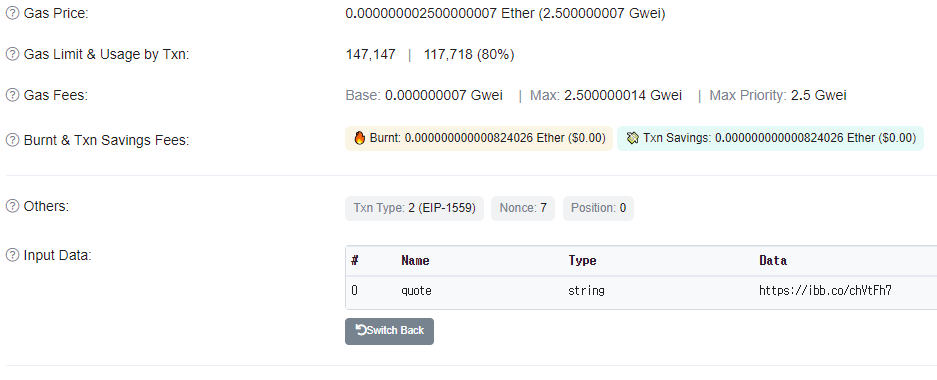 Gas Price: 0.000000002500000007 Ether (2.500000007 Gwei)
Gas Limit & Usage by Txn: 147,147 | 117,718 (80%)
Gas Fees: Base: 0.000000007 Gwei | Max: 2.500000014 Gwei | Max Priority: 2.5 Gwei
Burnt & Txn Savings Fees: Burnt: 0.000000000000824026 Ether ($0.00) Txn Savings: 0.000000000000824026 Ether ($0.00)
Others: Txn Type: 2 (EIP-1559) Nonce: 7 Position: 0
Input Data:
# Name Type Data
0 quote string https://ibb.co/chVtFh7
Switch Back